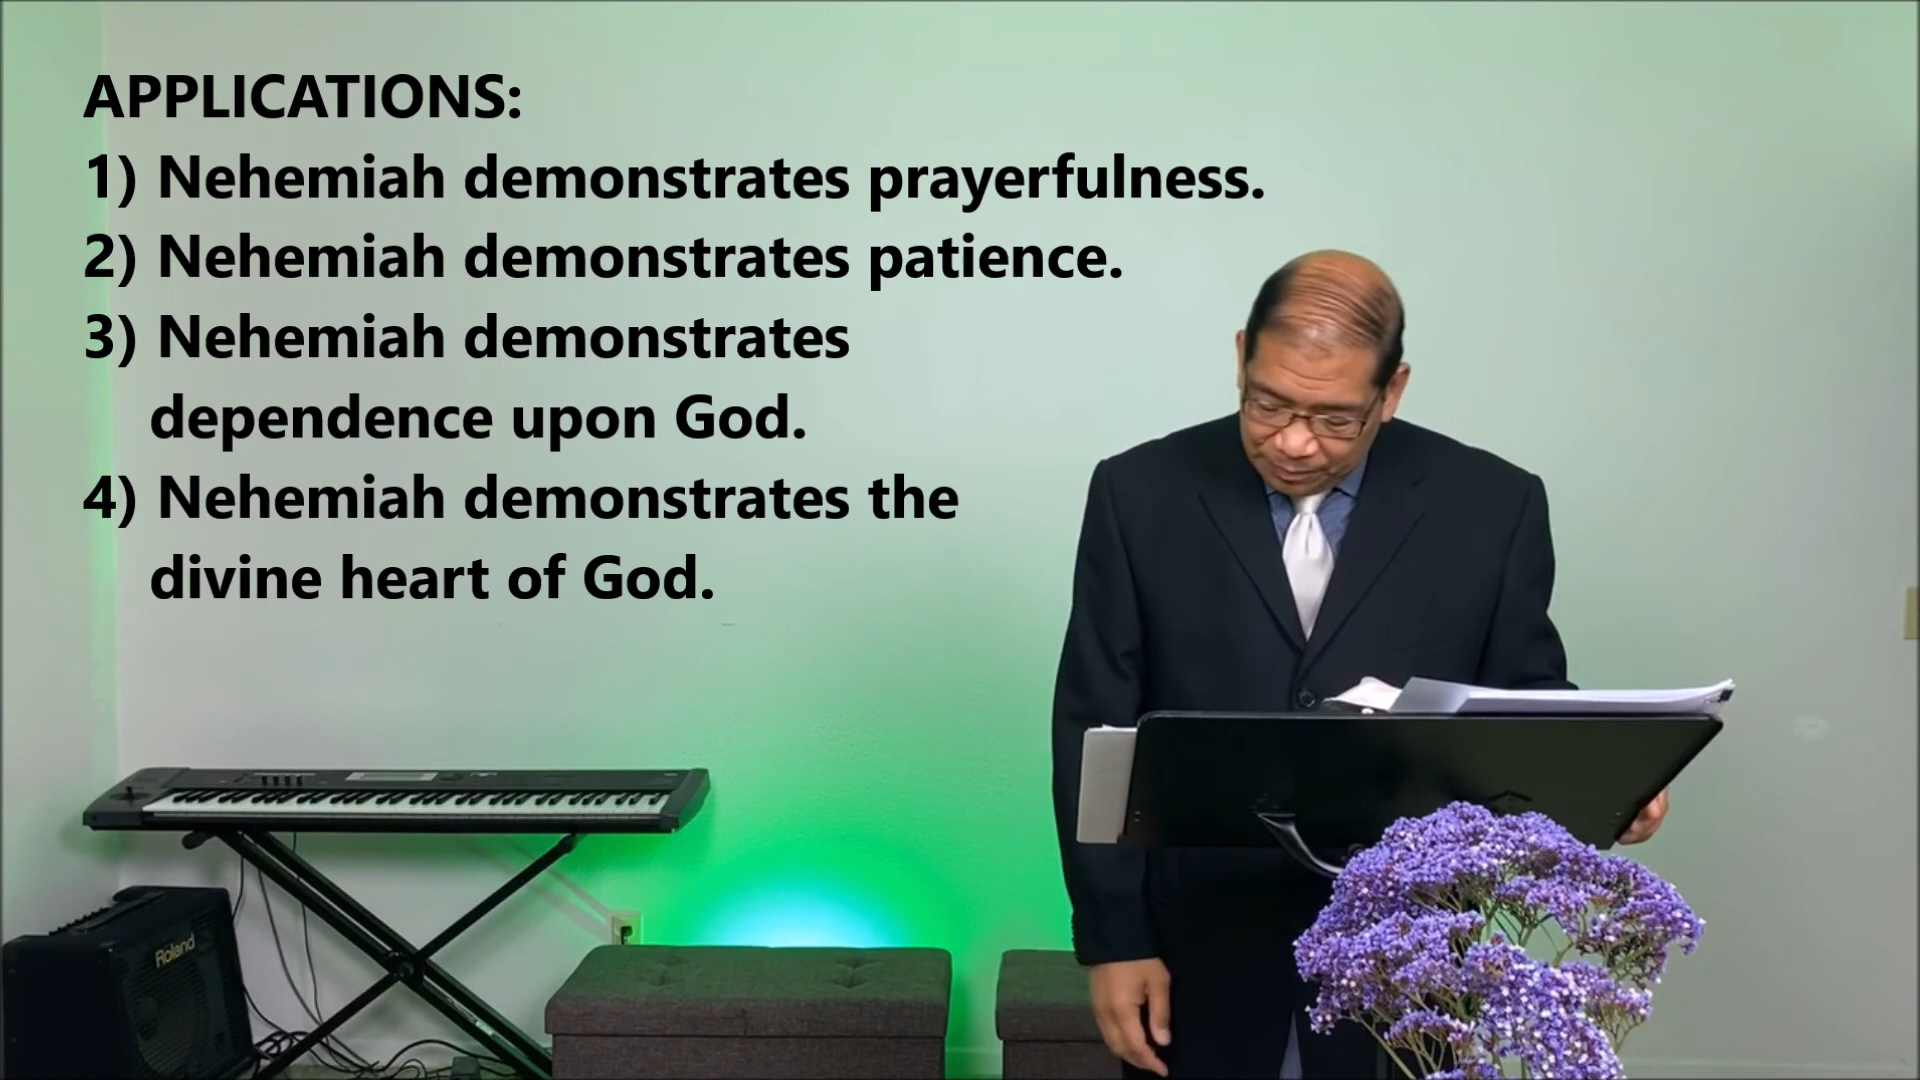 APPLICATIONS:
1) Nehemiah demonstrates prayerfulness.
2) Nehemiah demonstrates patience.
3) Nehemiah demonstrates
dependence upon God.
4) Nehemiah demonstrates the
divine heart of God.
Roland